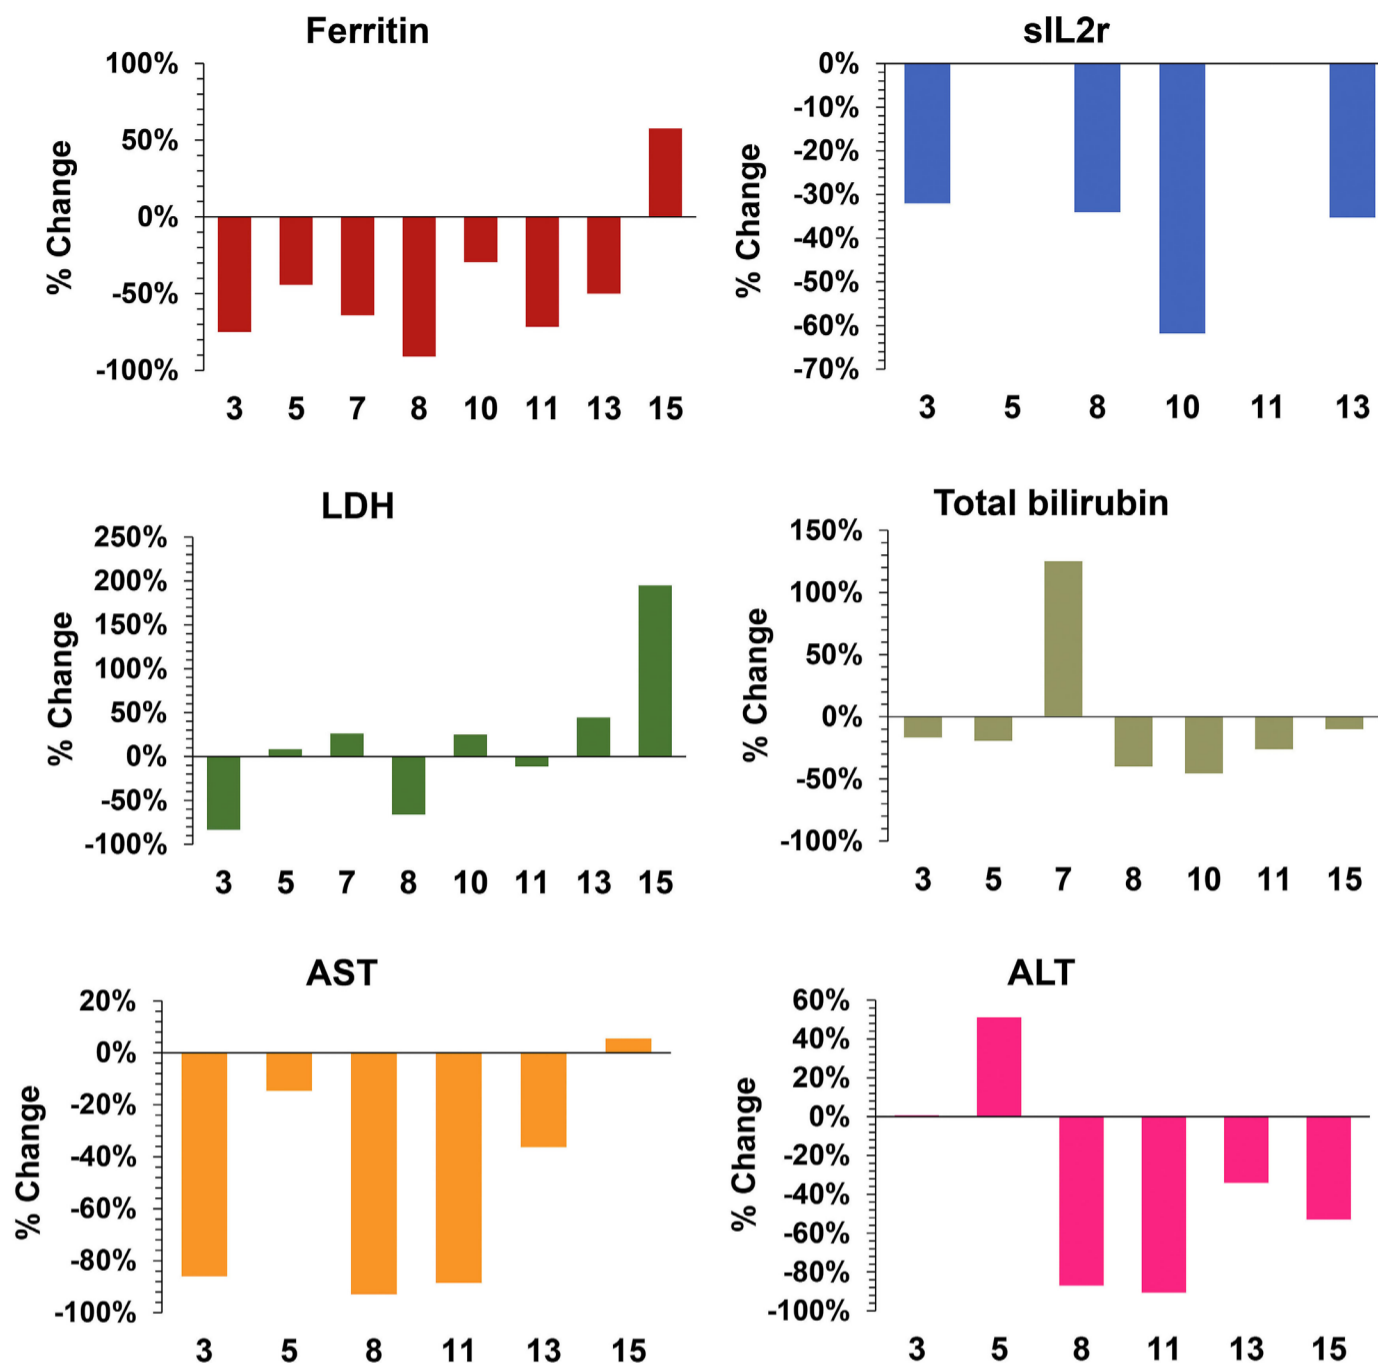 Ferritin
% Change
100%
50%
0%
-50%
-100%
3 5 7 8 10 11 13 15
sIL2r
% Change
0%
-10%
-20%
-30%
-40%
-50%
-60%
-70%
3 5 8 10 11 13
LDH
% Change
250%
200%
150%
100%
50%
0%
-50%
-100%
3 5 7 8 10 11 13 15
Total bilirubin
% Change
150%
100%
50%
0%
-50%
-100%
3 5 7 8 10 11 15
AST
% Change
20%
0%
-20%
-40%
-60%
-80%
-100%
3 5 8 11 13 15
ALT
% Change
60%
40%
20%
0%
-20%
-40%
-60%
-80%
-100%
3 5 8 11 13 15